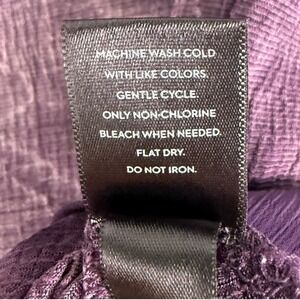 MACHINE WASH COLD
WITH LIKE COLORS.
GENTLE CYCLE.
ONLY NON-CHLORINE
BLEACH WHEN NEEDED.
FLAT DRY.
DO NOT IRON.